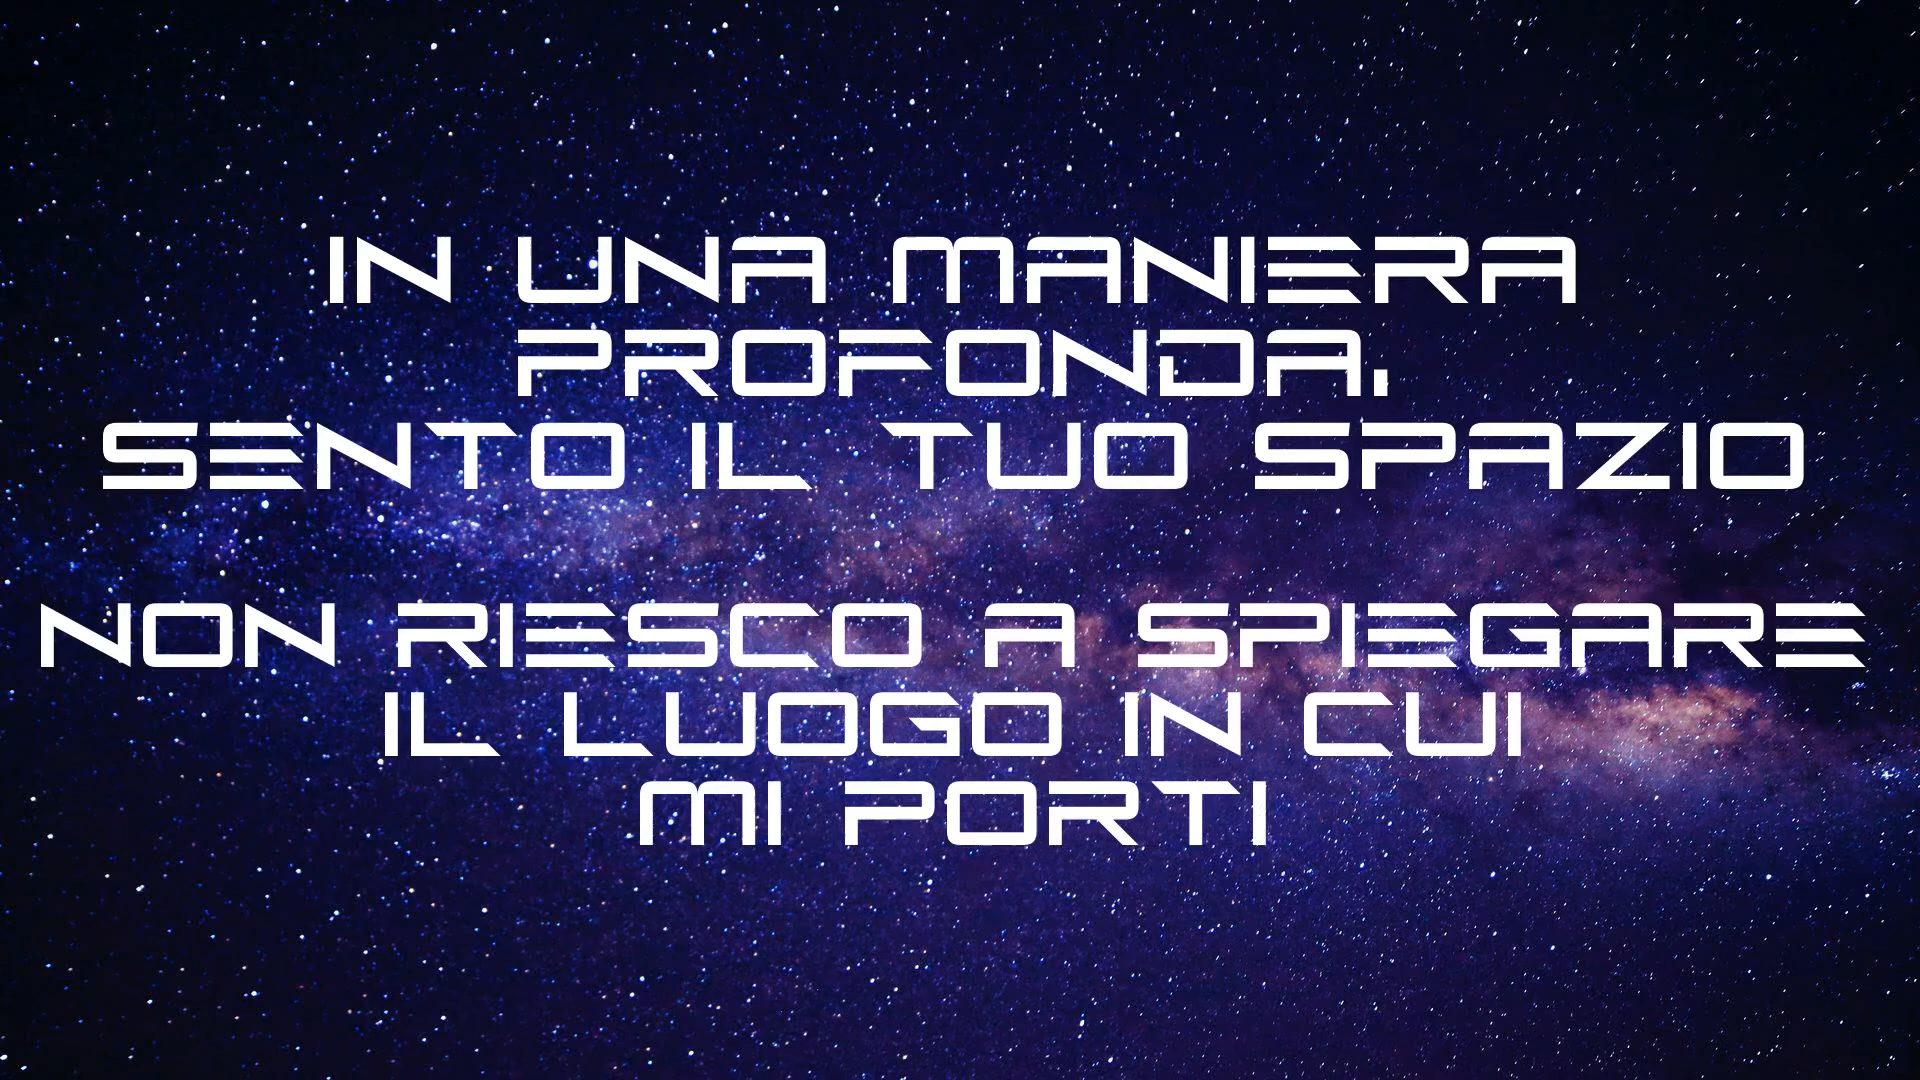 IN UNA MANIERA
PROFONDA,
SENTO IL TUO SPAZIO
NON RIESCO A SPIEGARE
IL LUOGO IN CUI
MI PORTI